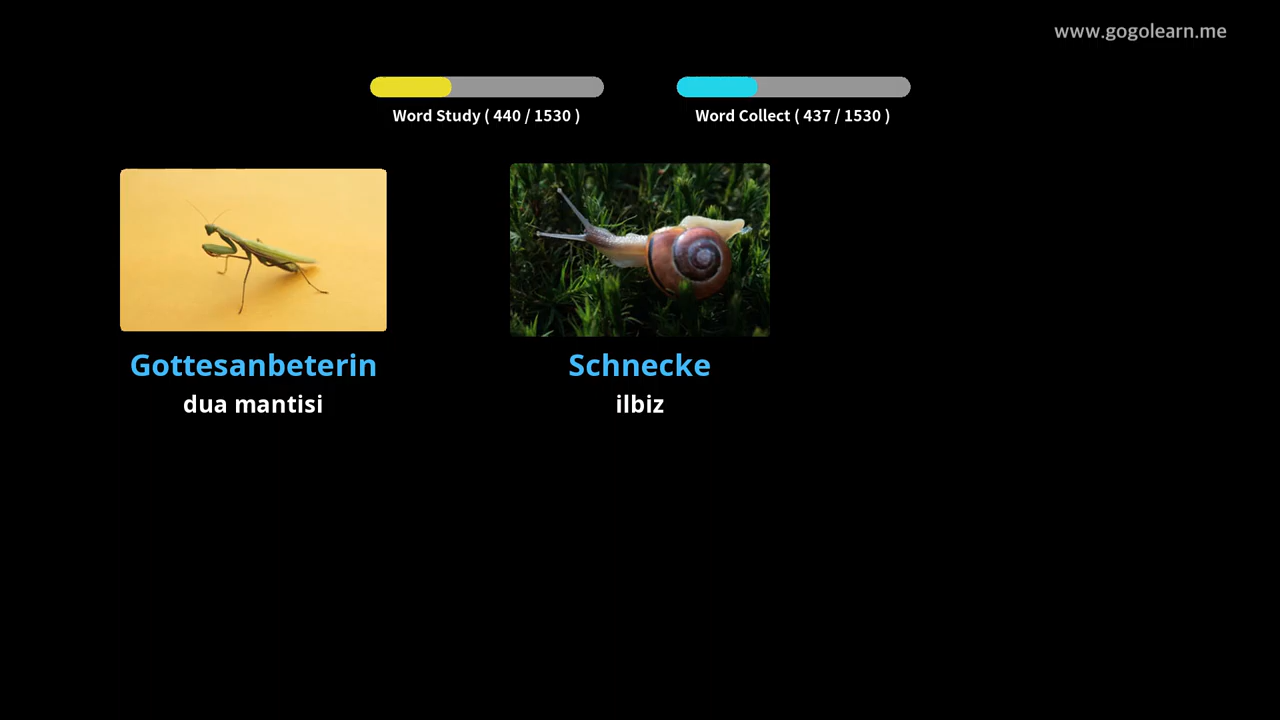 www.gogolearn.me
Word Study ( 440 / 1530 )
Word Collect ( 437 / 1530 )
Gottesanbeterin
dua mantisi
Schnecke
ilbiz